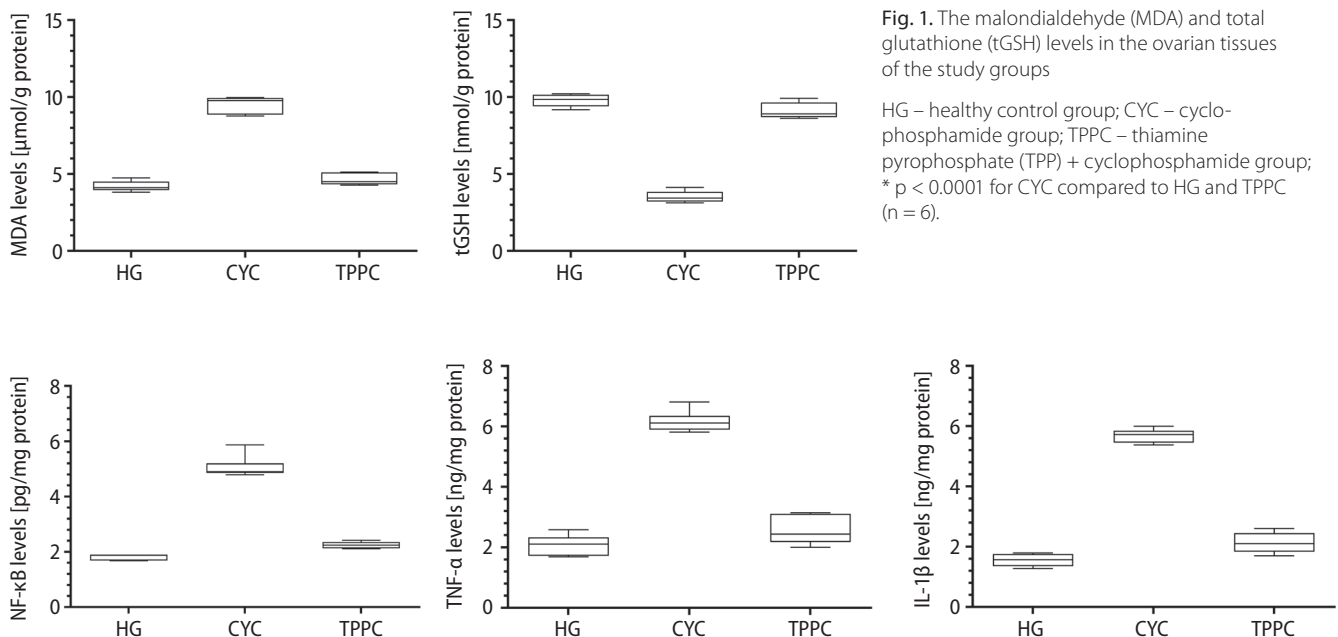 MDA levels [μmol/g protein]
15
10
5
0
HG CYC TPPC
tGSH levels [nmol/g protein]
15
10
5
0
HG CYC TPPC
Fig. 1. The malondialdehyde (MDA) and total
glutathione (tGSH) levels in the ovarian tissues
of the study groups
HG – healthy control group; CYC – cyclo-
phosphamide group; TPPC – thiamine
pyrophosphate (TPP) + cyclophosphamide group;
* p < 0.0001 for CYC compared to HG and TPPC
(n = 6).
NF-κB levels [pg/mg protein]
8
6
4
2
0
HG CYC TPPC
TNF-α levels [ng/mg protein]
8
6
4
2
0
HG CYC TPPC
IL-1β levels [ng/mg protein]
8
6
4
2
0
HG CYC TPPC